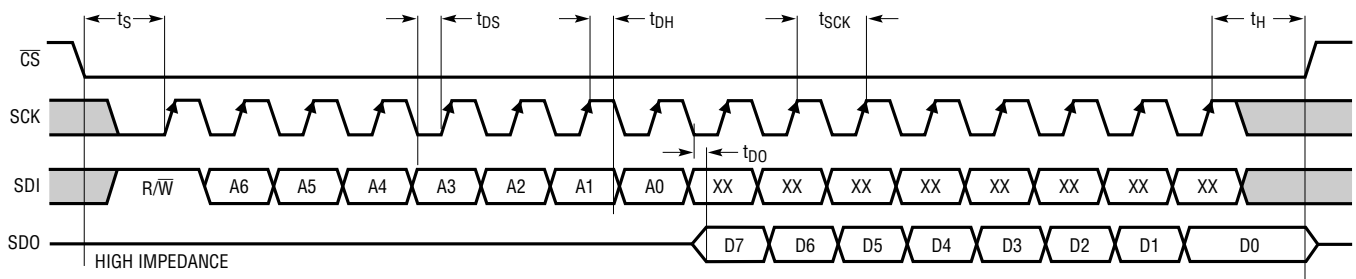 tS tDS tDH tSCK tH
CS
SCK
tDO
SDI R/W A6 A5 A4 A3 A2 A1 A0 XX XX XX XX XX XX XX XX
SDO D7 D6 D5 D4 D3 D2 D1 D0
HIGH IMPEDANCE